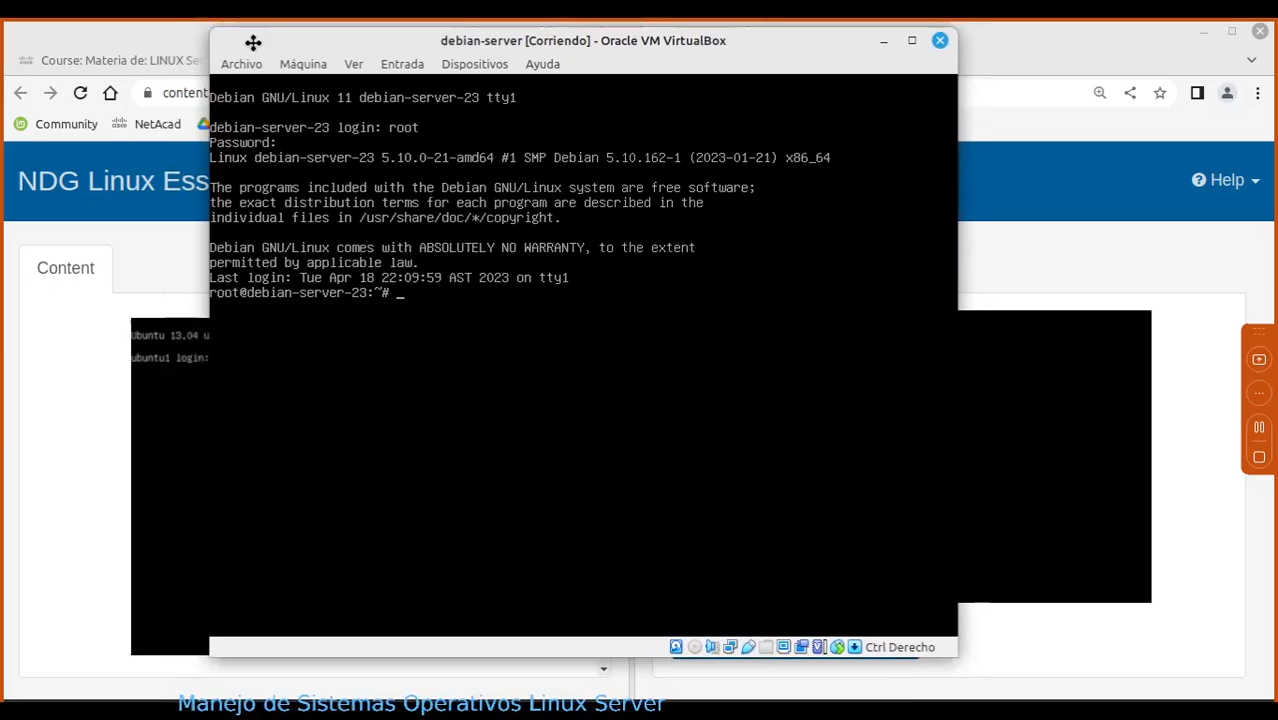 debian-server [Corriendo] - Oracle VM VirtualBox
Course: Materia de: LINUX Se
Archivo Máquina Ver Entrada Dispositivos Ayuda
content
Community NetAcad
Debian GNU/Linux 11 debian-server-23 tty1
debian-server-23 login: root
Password:
Linux debian-server-23 5.10.0-21-amd64 #1 SMP Debian 5.10.162-1 (2023-01-21) x86_64
The programs included with the Debian GNU/Linux system are free software;
the exact distribution terms for each program are described in the
individual files in /usr/share/doc/*/copyright.
Debian GNU/Linux comes with ABSOLUTELY NO WARRANTY, to the extent
permitted by applicable law.
Last login: Tue Apr 18 22:09:59 AST 2023 on tty1
root@debian-server-23:~# _
NDG Linux Ess
Help
Content
Ubuntu 13.04 u
ubuntu1 login:
Ctrl Derecho
Manejo de Sistemas Operativos Linux Server